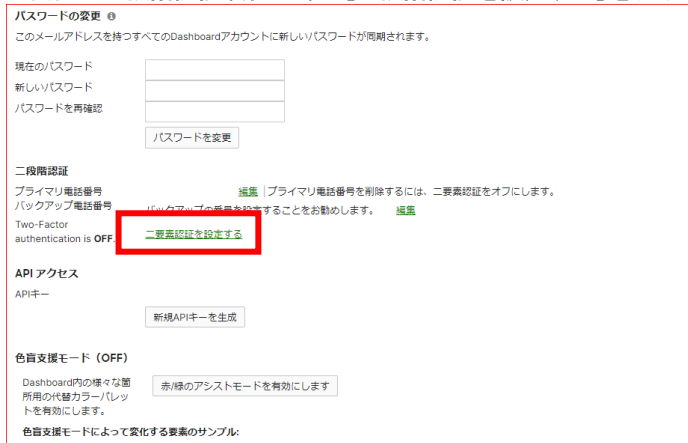 パスワードの変更
このメールアドレスを持つすべてのDashboardアカウントに新しいパスワードが同期されます。
現在のパスワード
新しいパスワード
パスワードを再確認
パスワードを変更
二段階認証
プライマリ電話番号 編集 プライマリ電話番号を削除するには、二要素認証をオフにします。
バックアップ電話番号 バックアップの番号を設定することをお勧めします。 編集
Two-Factor
authentication is OFF. 二要素認証を設定する
API アクセス
APIキー
新規APIキーを生成
色盲支援モード（OFF）
Dashboard内の様々な箇
所用の代替カラーパレッ
トを有効にします。
赤/緑のアシストモードを有効にします
色盲支援モードによって変化する要素のサンプル: